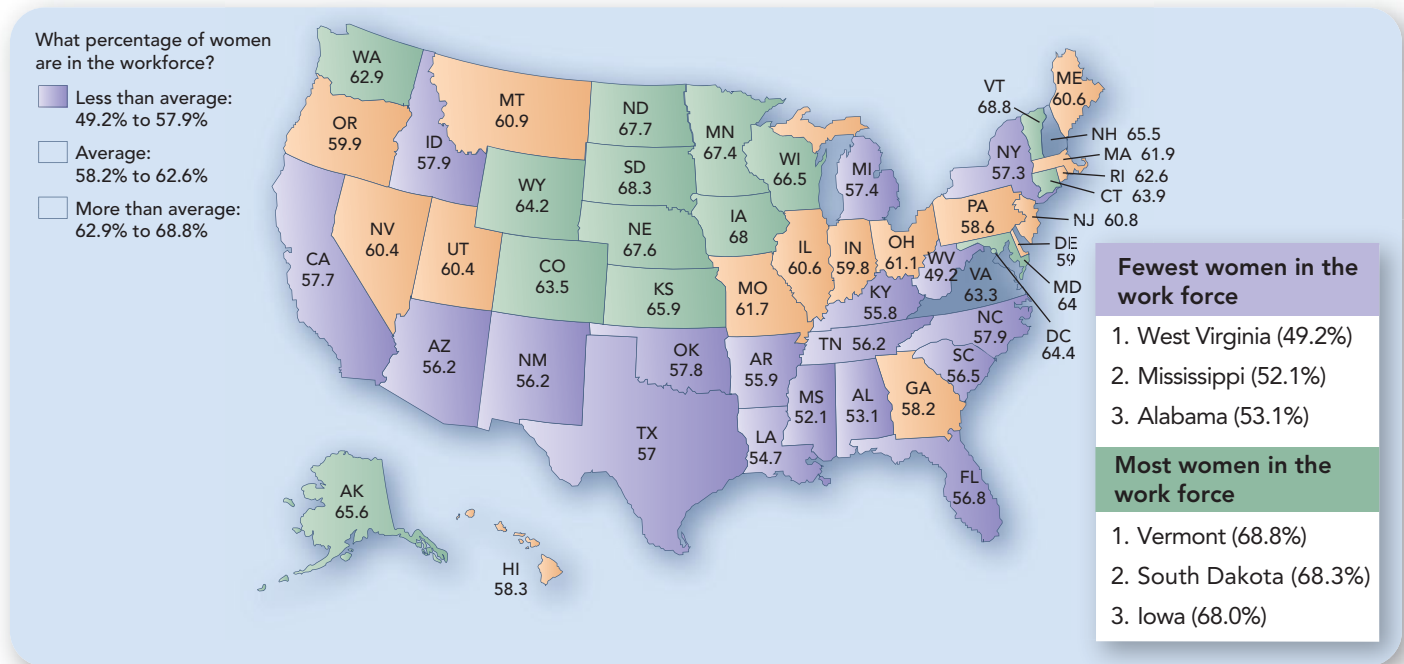 What percentage of women
are in the workforce?
Less than average:
49.2% to 57.9%
Average:
58.2% to 62.6%
More than average:
62.9% to 68.8%
WA
62.9
OR
59.9
CA
57.7
ID
57.9
NV
60.4
MT
60.9
WY
64.2
UT
60.4
AZ
56.2
CO
63.5
NM
56.2
ND
67.7
SD
68.3
NE
67.6
KS
65.9
OK
57.8
TX
57
MN
67.4
IA
68
MO
61.7
AR
55.9
LA
54.7
WI
66.5
IL
60.6
MS
52.1
MI
57.4
IN
59.8
OH
61.1
KY
55.8
TN 56.2
AL
53.1
GA
58.2
FL
56.8
SC
56.5
NC
57.9
VA
63.3
WV
49.2
PA
58.6
NY
57.3
VT
68.8
ME
60.6
NH 65.5
MA 61.9
RI 62.6
CT 63.9
NJ 60.8
DE
59
MD
64
DC
64.4
AK
65.6
HI
58.3
Fewest women in the
work force
1. West Virginia (49.2%)
2. Mississippi (52.1%)
3. Alabama (53.1%)
Most women in the
work force
1. Vermont (68.8%)
2. South Dakota (68.3%)
3. Iowa (68.0%)